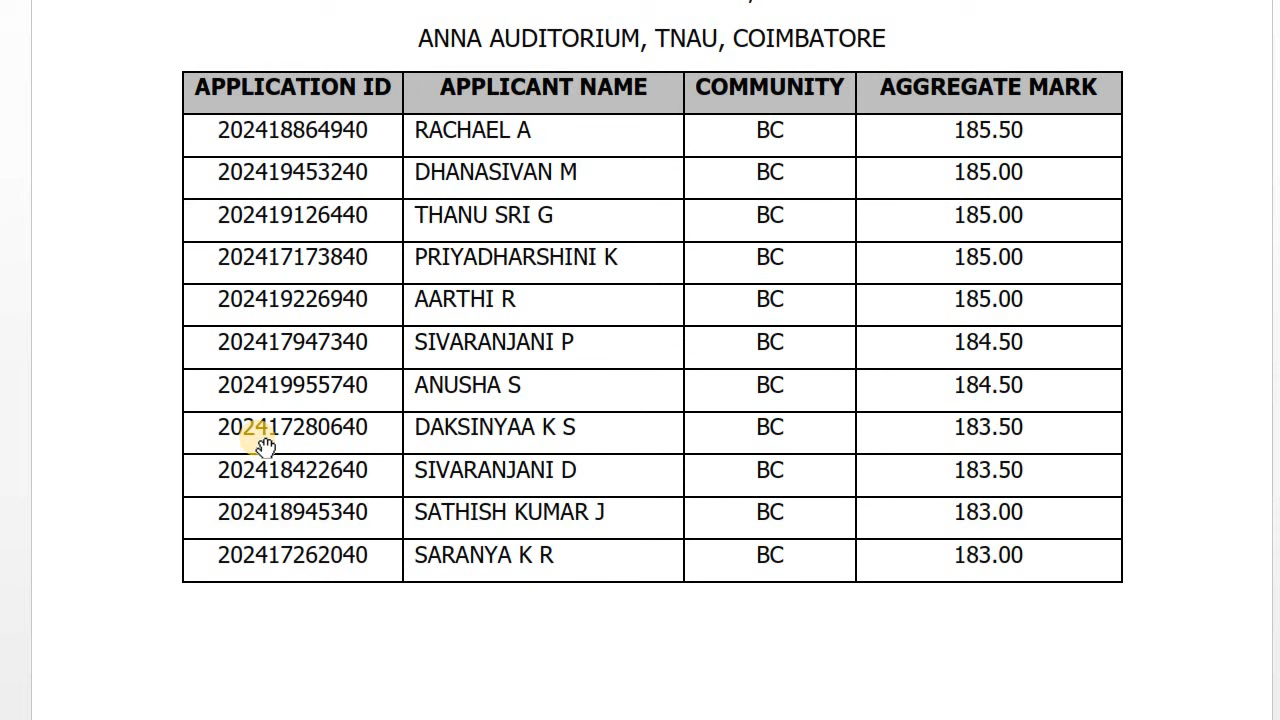 ANNA AUDITORIUM, TNAU, COIMBATORE
APPLICATION ID APPLICANT NAME COMMUNITY AGGREGATE MARK
202418864940 RACHAEL A BC 185.50
202419453240 DHANASIVAN M BC 185.00
202419126440 THANU SRI G BC 185.00
202417173840 PRIYADHARSHINI K BC 185.00
202419226940 AARTHI R BC 185.00
202417947340 SIVARANJANI P BC 184.50
202419955740 ANUSHA S BC 184.50
202417280640 DAKSINYAA K S BC 183.50
202418422640 SIVARANJANI D BC 183.50
202418945340 SATHISH KUMAR J BC 183.00
202417262040 SARANYA K R BC 183.00